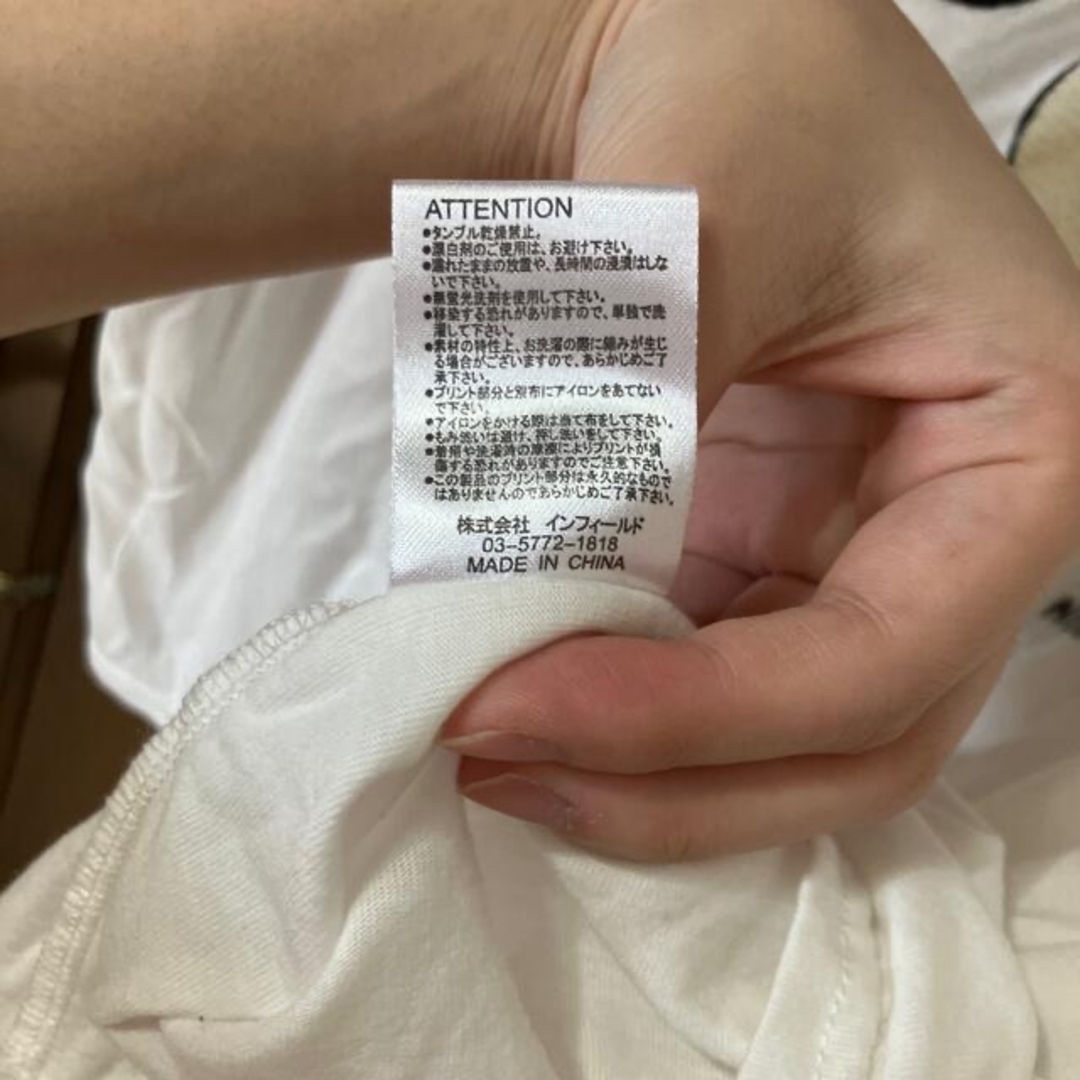 ATTENTION
●タンブル乾燥禁止。
●漂白剤のご使用は、お避け下さい。
●濡れたままの放置や、長時間の浸漬はしな
いで下さい。
●無蛍光洗剤を使用して下さい。
●移染する恐れがありますので、単独で洗
濯して下さい。
●素材の特性上、お洗濯の際に縮みが生じ
る場合がございますので、あらかじめご了
承下さい。
●プリント部分と別布にアイロンをあてない
で下さい。
●アイロンをかける際は当て布をして下さい。
●もみ洗いは避け、押し洗いをして下さい。
●着用や洗濯時の摩擦によりプリントが損
傷する恐れがありますのでご注意下さい。
●この製品のプリント部分は永久的なもので
はありませんのであらかじめご了承下さい。
株式会社 インフィールド
03-5772-1818
MADE IN CHINA